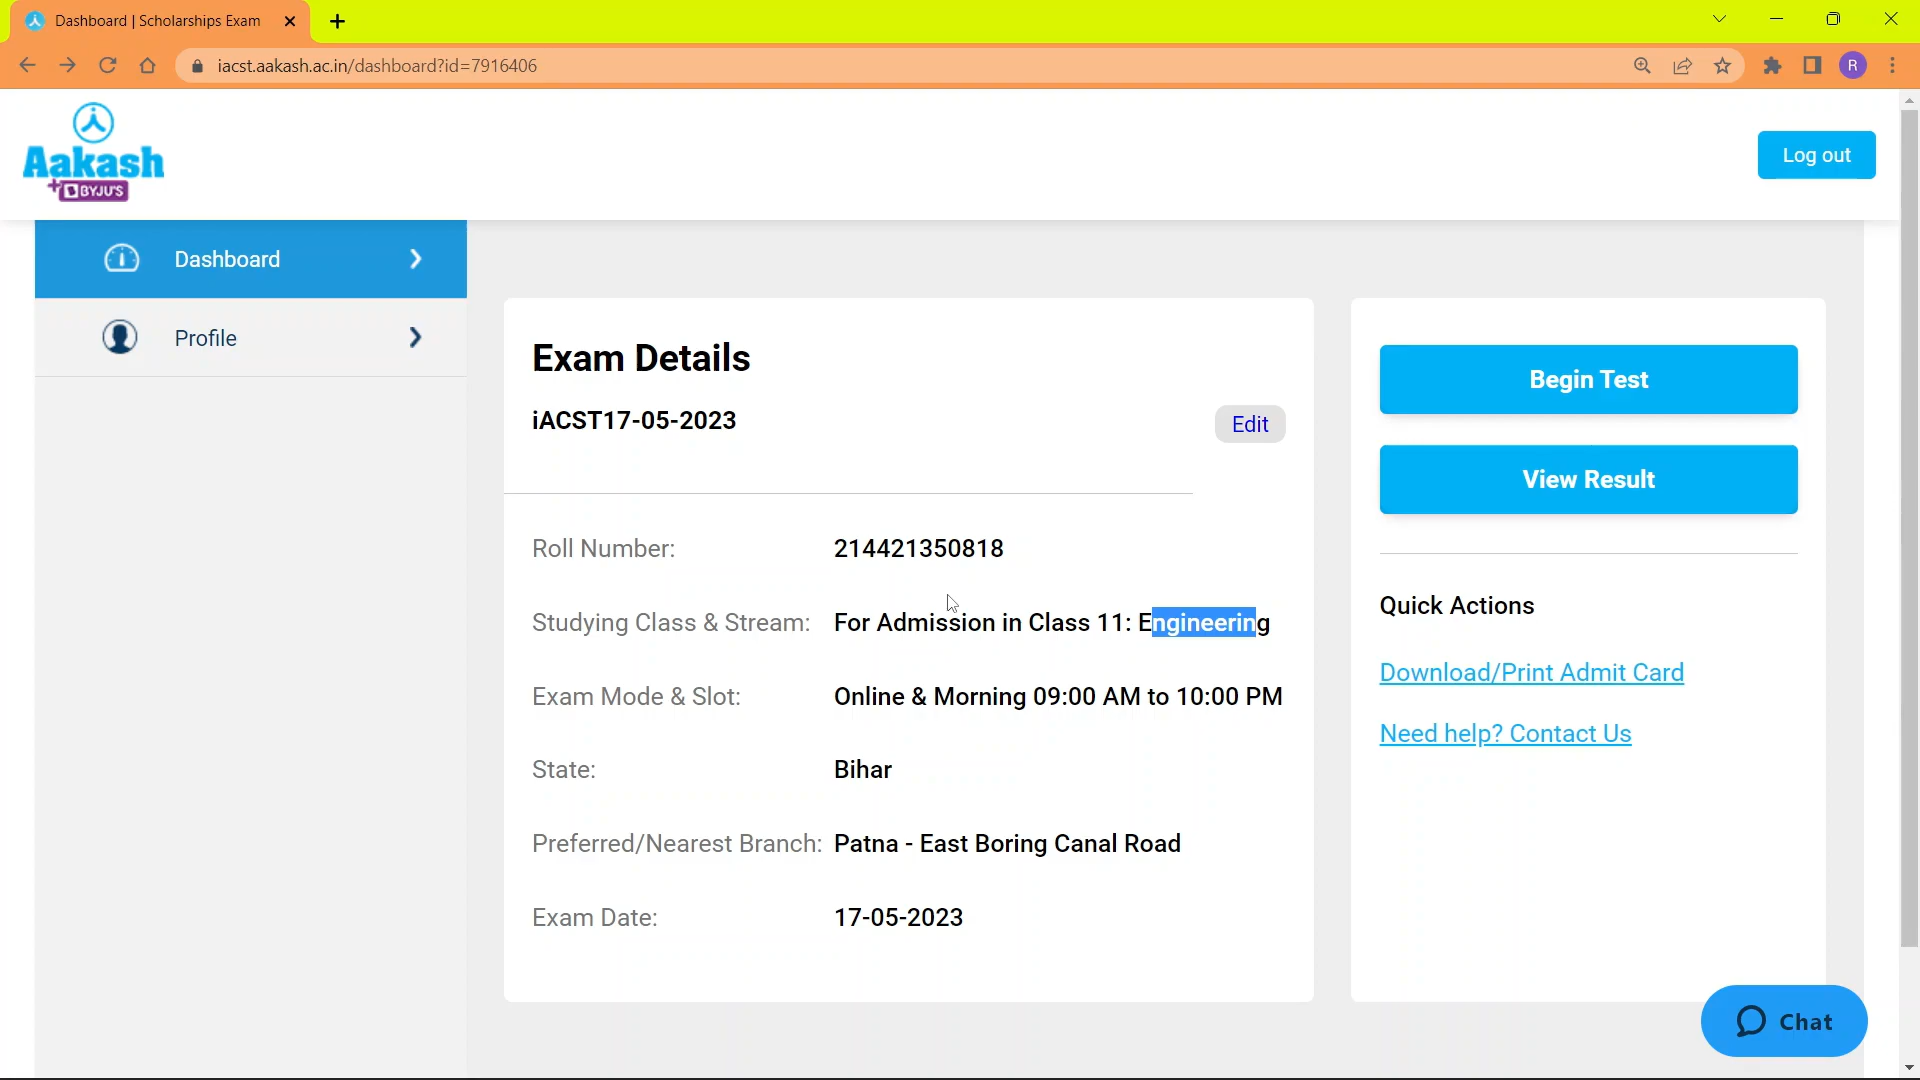 Dashboard | Scholarships Exam
iacst.aakash.ac.in/dashboard?id=7916406
R
Aakash
+BYJU'S
Log out
Dashboard
Profile
Exam Details
iACST17-05-2023
Edit
Roll Number: 214421350818
Studying Class & Stream: For Admission in Class 11: Engineering
Exam Mode & Slot: Online & Morning 09:00 AM to 10:00 PM
State: Bihar
Preferred/Nearest Branch: Patna - East Boring Canal Road
Exam Date: 17-05-2023
Begin Test
View Result
Quick Actions
Download/Print Admit Card
Need help? Contact Us
Chat